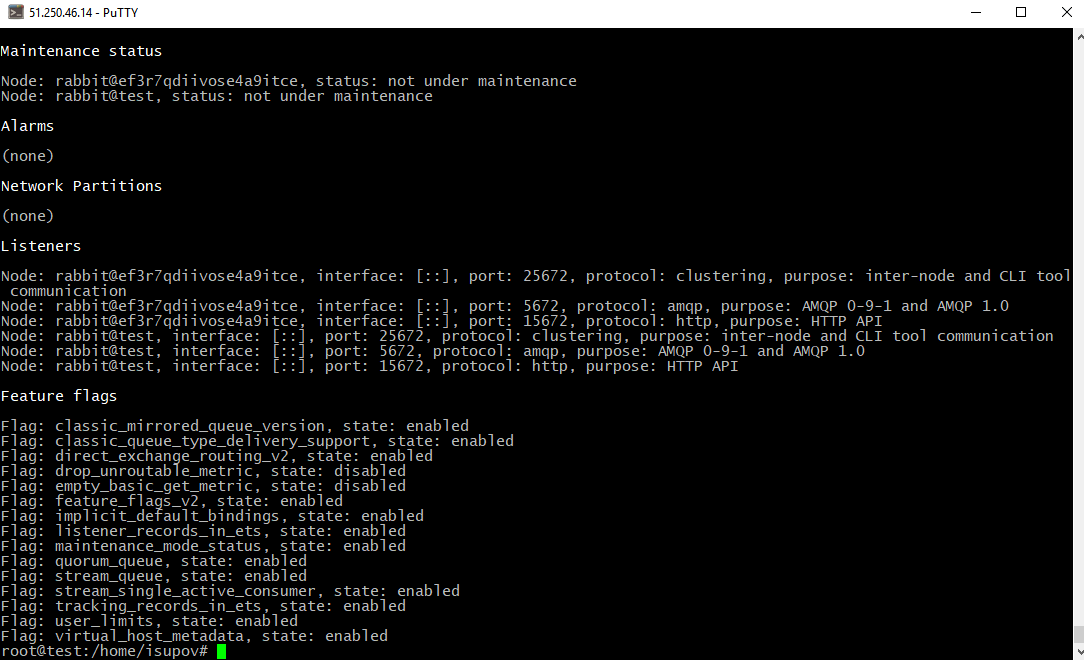 51.250.46.14 - PuTTY
Maintenance status
Node: rabbit@ef3r7qdiivose4a9itce, status: not under maintenance
Node: rabbit@test, status: not under maintenance
Alarms
(none)
Network Partitions
(none)
Listeners
Node: rabbit@ef3r7qdiivose4a9itce, interface: [::], port: 25672, protocol: clustering, purpose: inter-node and CLI tool
communication
Node: rabbit@ef3r7qdiivose4a9itce, interface: [::], port: 5672, protocol: amqp, purpose: AMQP 0-9-1 and AMQP 1.0
Node: rabbit@ef3r7qdiivose4a9itce, interface: [::], port: 15672, protocol: http, purpose: HTTP API
Node: rabbit@test, interface: [::], port: 25672, protocol: clustering, purpose: inter-node and CLI tool communication
Node: rabbit@test, interface: [::], port: 5672, protocol: amqp, purpose: AMQP 0-9-1 and AMQP 1.0
Node: rabbit@test, interface: [::], port: 15672, protocol: http, purpose: HTTP API
Feature flags
Flag: classic_mirrored_queue_version, state: enabled
Flag: classic_queue_type_delivery_support, state: enabled
Flag: direct_exchange_routing_v2, state: enabled
Flag: drop_unroutable_metric, state: disabled
Flag: empty_basic_get_metric, state: disabled
Flag: feature_flags_v2, state: enabled
Flag: implicit_default_bindings, state: enabled
Flag: listener_records_in_ets, state: enabled
Flag: maintenance_mode_status, state: enabled
Flag: quorum_queue, state: enabled
Flag: stream_queue, state: enabled
Flag: stream_single_active_consumer, state: enabled
Flag: tracking_records_in_ets, state: enabled
Flag: user_limits, state: enabled
Flag: virtual_host_metadata, state: enabled
root@test:/home/isupov#